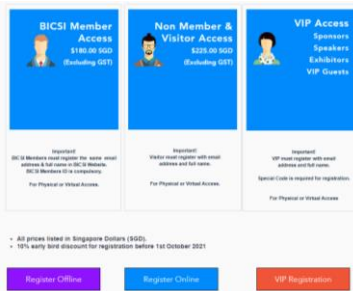 BICSI Member
Access
$180.00 SGD
(Excluding GST)
Important!
BICSI Members must register the same email
address & full name in BICSI Website.
BICSI Members ID is compulsory.
For Physical or Virtual Access.
Non Member &
Visitor Access
$225.00 SGD
(Excluding GST)
Important!
Visitor must register with email
address and full name.
For Physical or Virtual Access.
VIP Access
Sponsors
Speakers
Exhibitors
VIP Guests
Important!
VIP must register with email
address and full name.
Special Code is required for registration.
For Physical or Virtual Access
• All prices listed in Singapore Dollars (SGD).
• 10% early bird discount for registration before 1st October 2021
Register Offline
Register Online
VIP Registration